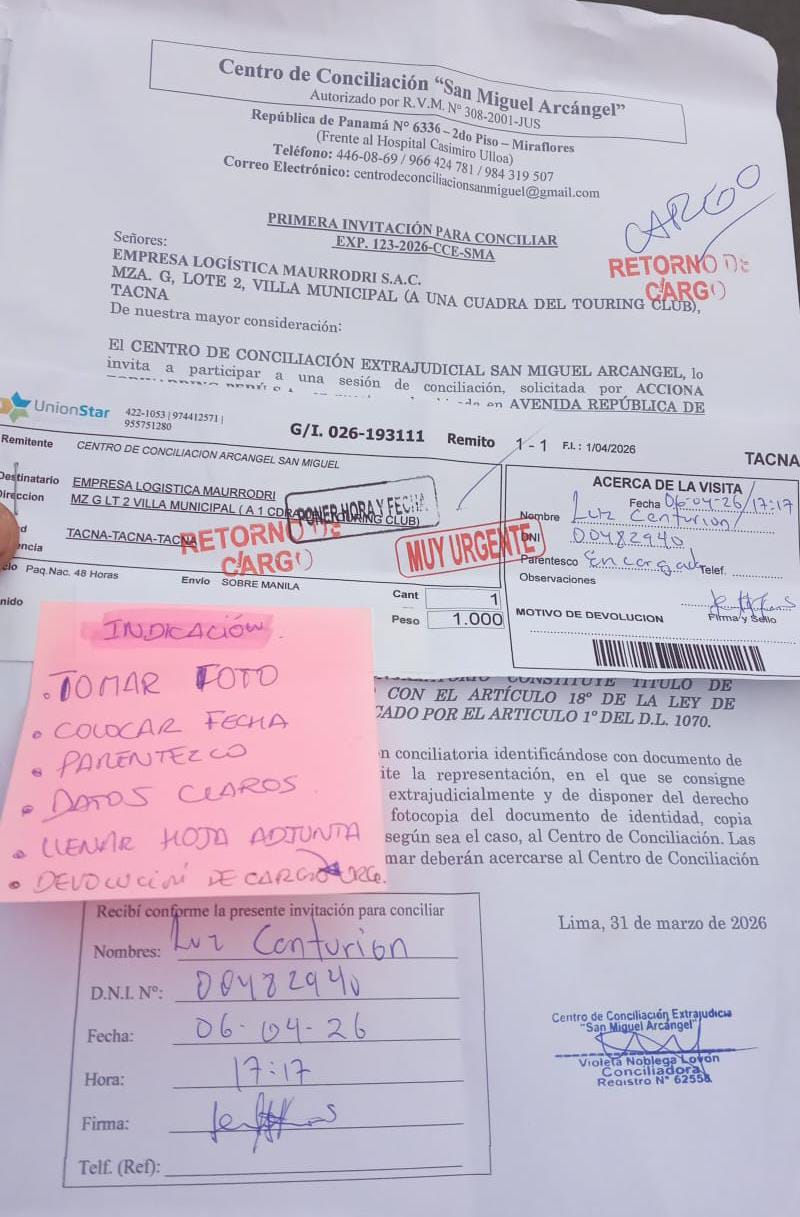 Centro de Conciliación “San Miguel Arcángel”
Autorizado por R.V.M. N° 308-2001-JUS
República de Panamá N° 6336 – 2do Piso – Miraflores
(Frente al Hospital Casimiro Ulloa)
Teléfono: 446-08-69 / 966 424 781 / 984 319 507
Correo Electrónico: centrodeconciliacionsanmiguel@gmail.com
CARGO
PRIMERA INVITACIÓN PARA CONCILIAR
EXP. 123-2026-CCE-SMA
RETORNO DE
CARGO
Señores:
EMPRESA LOGÍSTICA MAURRODRI S.A.C.
MZA. G, LOTE 2, VILLA MUNICIPAL (A UNA CUADRA DEL TOURING CLUB),
TACNA
De nuestra mayor consideración:
El CENTRO DE CONCILIACIÓN EXTRAJUDICIAL SAN MIGUEL ARCANGEL, lo
invita a participar a una sesión de conciliación, solicitada por ACCIONA
en AVENIDA REPÚBLICA DE
UnionStar
422-1053 | 974412571 |
955751280
G/I. 026-193111 Remito 1 - 1 F.I.: 1/04/2026
TACNA
Remitente CENTRO DE CONCILIACION ARCANGEL SAN MIGUEL
Destinatario EMPRESA LOGISTICA MAURRODRI
Direccion MZ G LT 2 VILLA MUNICIPAL ( A 1 CDRA TOURING CLUB)
PONER HORA Y FECHA
TACNA-TACNA-TACNA
RETORNO DE
CARGO
MUY URGENTE
Paq.Nac. 48 Horas Envío SOBRE MANILA
Cant 1
Peso 1.000
ACERCA DE LA VISITA
Fecha 06-04-26/17:17
Nombre Luz Centurion
DNI 00482940
Parentesco Encargada Telef.
Observaciones
Firma y Sello
MOTIVO DE DEVOLUCION
INDICACIÓN
• TOMAR FOTO
• COLOCAR FECHA
• PARENTEZCO
• DATOS CLAROS
• LLENAR HOJA ADJUNTA
• DEVOLUCIÓN DE CARGO URG.
CONSTITUYE TITULO DE
CON EL ARTÍCULO 18º DE LA LEY DE
CADO POR EL ARTICULO 1º DEL D.L. 1070.
n conciliatoria identificándose con documento de
ite la representación, en el que se consigne
extrajudicialmente y de disponer del derecho
fotocopia del documento de identidad, copia
según sea el caso, al Centro de Conciliación. Las
mar deberán acercarse al Centro de Conciliación
Recibí conforme la presente invitación para conciliar
Nombres: Luz Centurion
D.N.I. N°: 00482940
Fecha: 06-04-26
Hora: 17:17
Firma:
Telf. (Ref):
Lima, 31 de marzo de 2026
Centro de Conciliación Extrajudicia
"San Miguel Arcángel"
Violeta Noblega Lovón
Conciliadora
Registro N° 62558